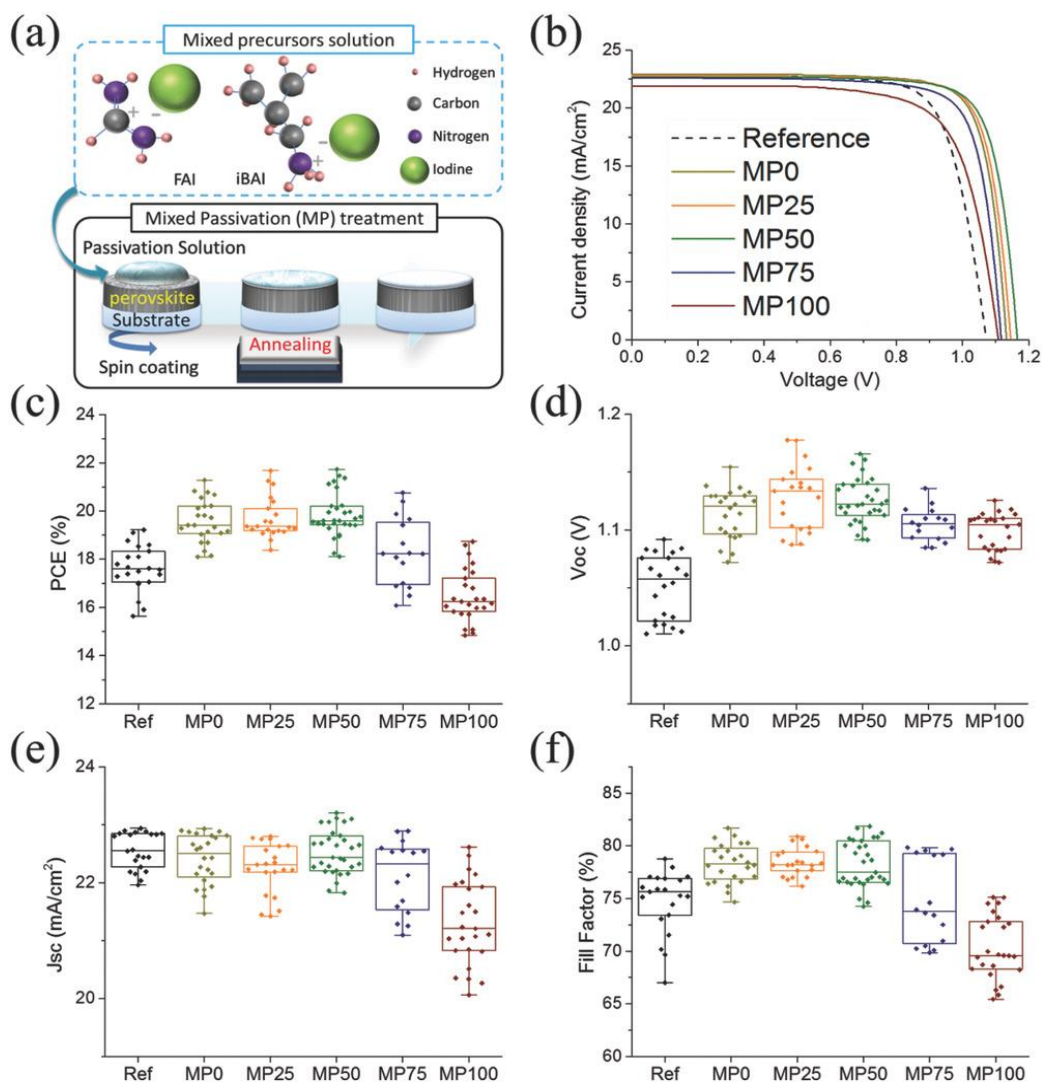 (a)
Mixed precursors solution
Hydrogen
Carbon
Nitrogen
Iodine
+
-
+
-
FAI
iBAI
Mixed Passivation (MP) treatment
Passivation Solution
perovskite
Substrate
Annealing
Spin coating
(b)
Current density (mA/cm²)
25
20
15
10
5
0
Reference
MP0
MP25
MP50
MP75
MP100
0.0 0.2 0.4 0.6 0.8 1.0 1.2
Voltage (V)
(c)
PCE (%)
24
22
20
18
16
14
12
Ref MP0 MP25 MP50 MP75 MP100
(d)
Voc (V)
1.2
1.1
1.0
Ref MP0 MP25 MP50 MP75 MP100
(e)
Jsc (mA/cm²)
24
22
20
19
Ref MP0 MP25 MP50 MP75 MP100
(f)
Fill Factor (%)
85
80
75
70
65
60
Ref MP0 MP25 MP50 MP75 MP100